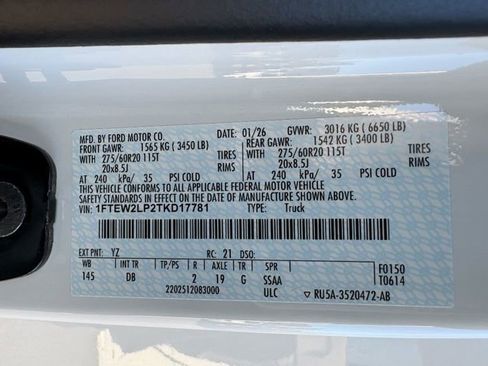 MFD. BY FORD MOTOR CO. 01/26 GVWR: 3016 KG ( 6650 LB)
FRONT GAWR: 1565 KG ( 3450 LB) REAR GAWR: 1542 KG ( 3400 LB)
WITH 275/60R20 115T TIRES WITH 275/60R20 115T TIRES
20x8.5J RIMS 20x8.5J RIMS
AT 240 kPa/ 35 PSI COLD AT 240 kPa/ 35 PSI COLD
THIS VEHICLE CONFORMS TO ALL APPLICABLE FEDERAL MOTOR VEHICLE
SAFETY STANDARDS IN EFFECT ON THE DATE OF MANUFACTURE SHOWN ABOVE.
VIN: 1FTEW2LP2TKD17781 TYPE: Truck
EXT PNT: YZ RC: 21 DSO:
WB INT TR TP/PS R AXLE TR SPR F0150
145 DB 2 19 G SSAA T0614
2202512083000 ULC RU5A-3520472-AB